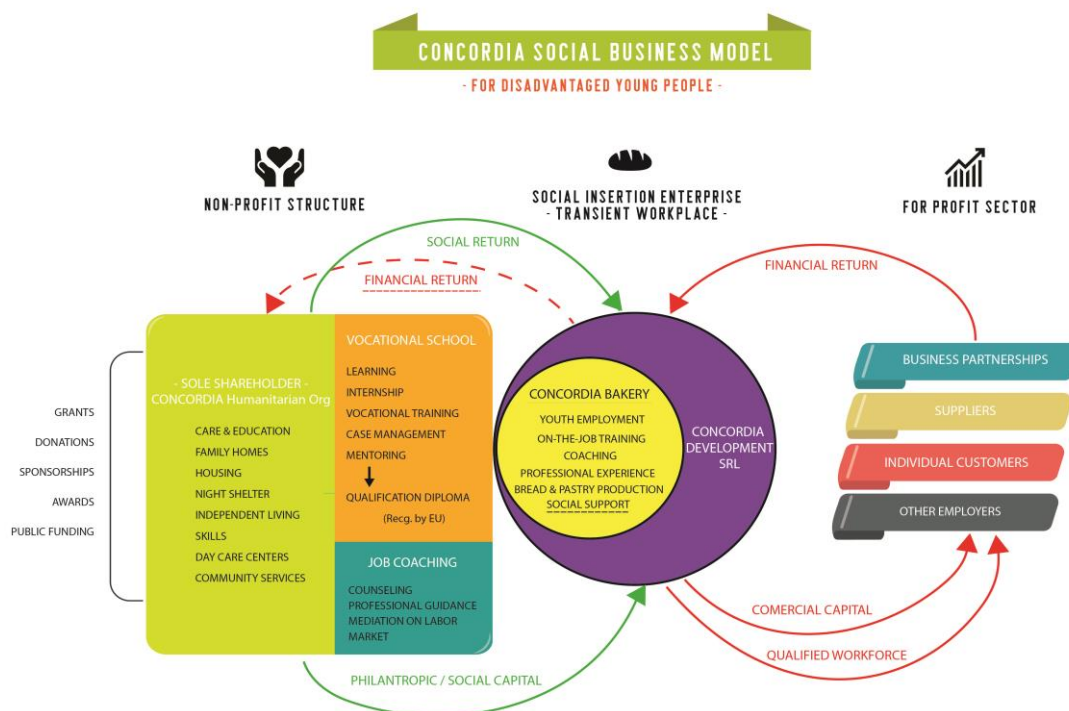 CONCORDIA SOCIAL BUSINESS MODEL
- FOR DISADVANTAGED YOUNG PEOPLE -
NON-PROFIT STRUCTURE
SOCIAL INSERTION ENTERPRISE
- TRANSIENT WORKPLACE -
FOR PROFIT SECTOR
SOCIAL RETURN
FINANCIAL RETURN
FINANCIAL RETURN
GRANTS
DONATIONS
SPONSORSHIPS
AWARDS
PUBLIC FUNDING
- SOLE SHAREHOLDER -
CONCORDIA Humanitarian Org
CARE & EDUCATION
FAMILY HOMES
HOUSING
NIGHT SHELTER
INDEPENDENT LIVING
SKILLS
DAY CARE CENTERS
COMMUNITY SERVICES
VOCATIONAL SCHOOL
LEARNING
INTERNSHIP
VOCATIONAL TRAINING
CASE MANAGEMENT
MENTORING
QUALIFICATION DIPLOMA
(Recg. by EU)
JOB COACHING
COUNSELING
PROFESSIONAL GUIDANCE
MEDIATION ON LABOR
MARKET
CONCORDIA BAKERY
YOUTH EMPLOYMENT
ON-THE-JOB TRAINING
COACHING
PROFESSIONAL EXPERIENCE
BREAD & PASTRY PRODUCTION
SOCIAL SUPPORT
CONCORDIA
DEVELOPMENT
SRL
BUSINESS PARTNERSHIPS
SUPPLIERS
INDIVIDUAL CUSTOMERS
OTHER EMPLOYERS
COMERCIAL CAPITAL
QUALIFIED WORKFORCE
PHILANTROPIC / SOCIAL CAPITAL